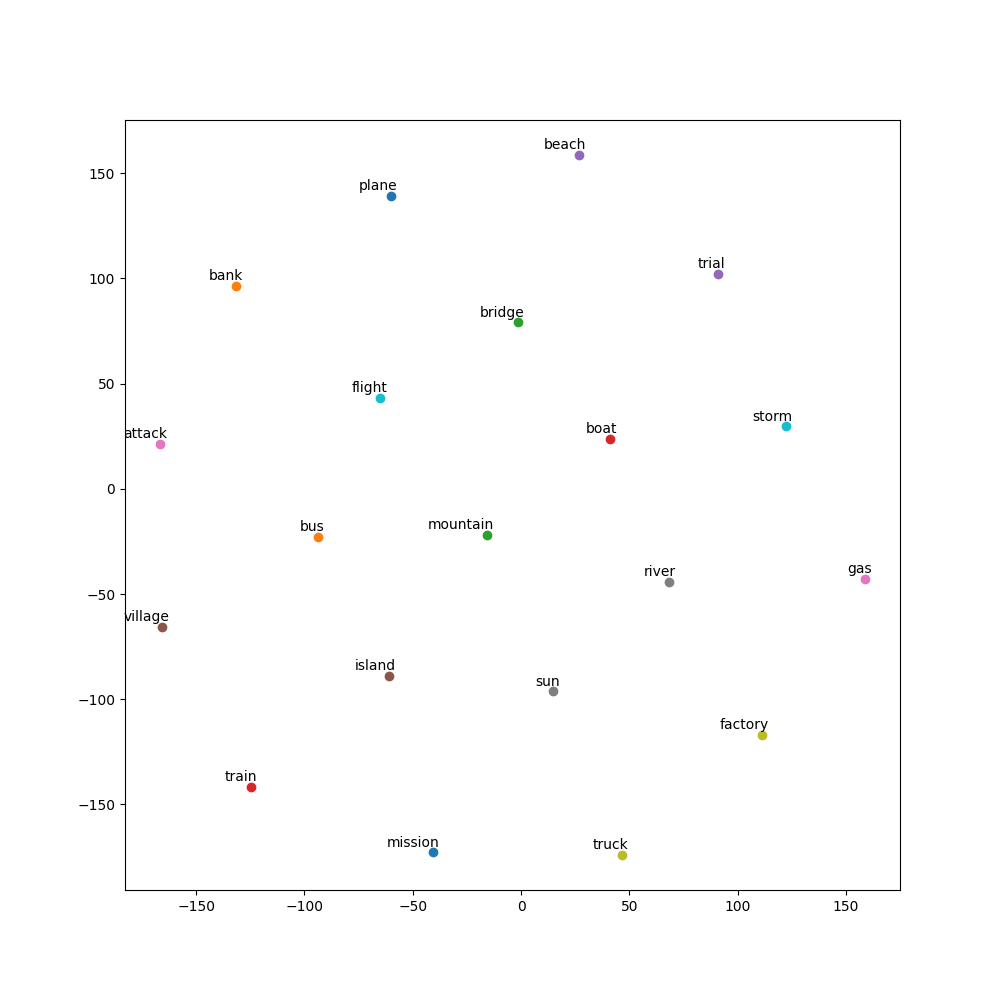 beach
plane
trial
bank
bridge
flight
storm
boat
attack
bus
mountain
river
gas
village
island
sun
factory
train
mission
truck
150
100
50
0
−50
−100
−150
−150
−100
−50
0
50
100
150